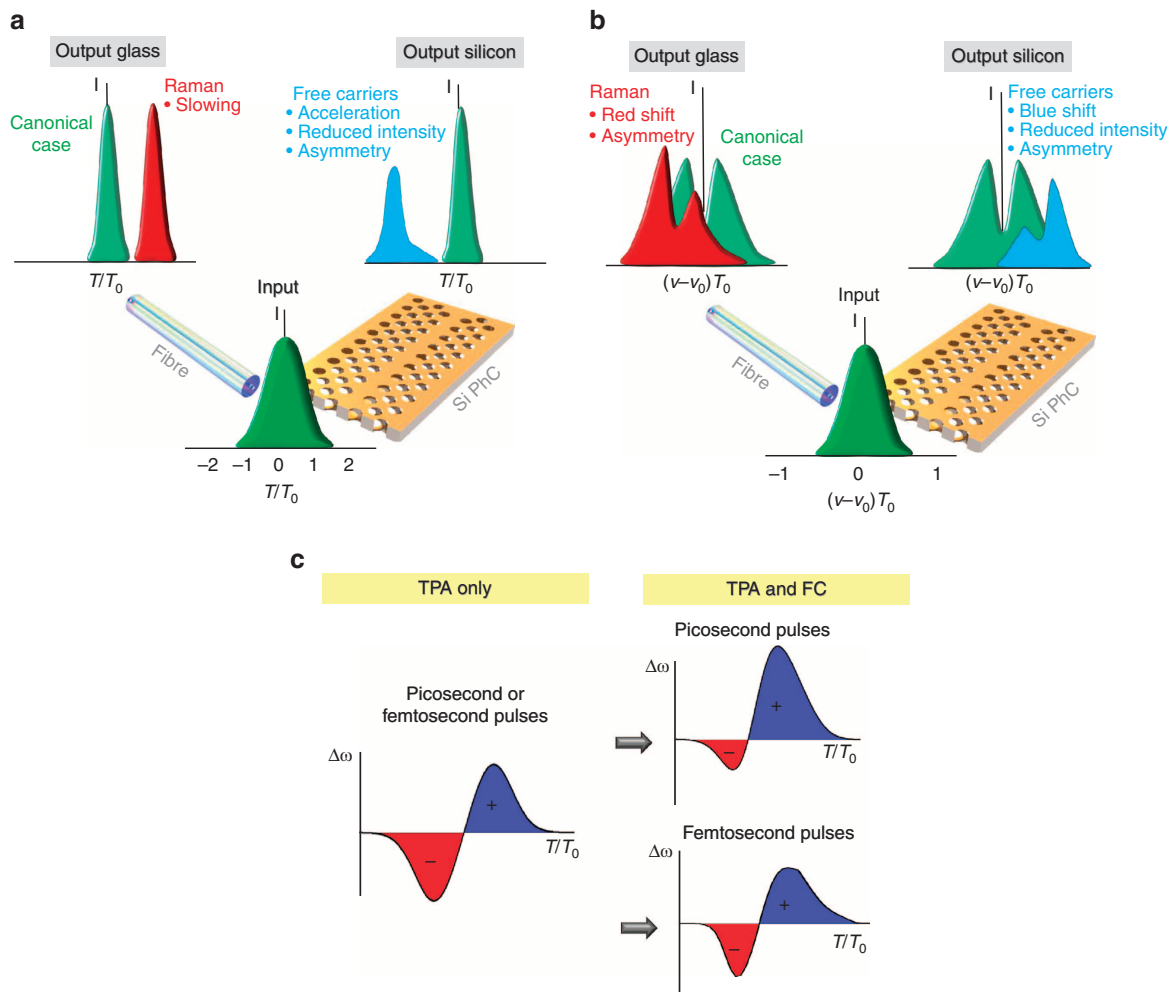 a
Output glass
I
Raman
• Slowing
Canonical
case
T/T0
Output silicon
I
Free carriers
• Acceleration
• Reduced intensity
• Asymmetry
T/T0
Input
I
Fibre
Si PhC
–2 –1 0 1 2
T/T0
b
Output glass
I
Raman
• Red shift
• Asymmetry
Canonical
case
(ν–ν0)T0
Output silicon
I
Free carriers
• Blue shift
• Reduced intensity
• Asymmetry
(ν–ν0)T0
Input
I
Fibre
Si PhC
–1 0 1
(ν–ν0)T0
c
TPA only
Picosecond or
femtosecond pulses
Δω
+
–
T/T0
TPA and FC
Picosecond pulses
Δω
+
–
T/T0
Femtosecond pulses
Δω
+
–
T/T0